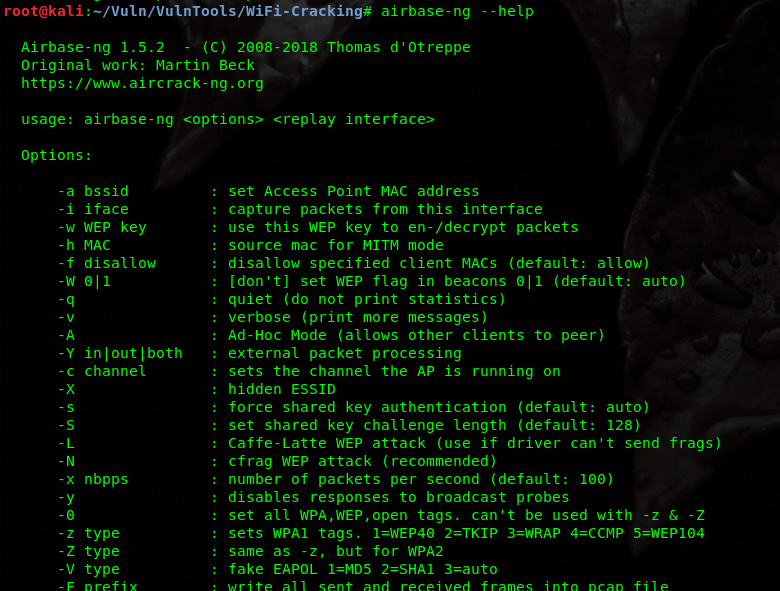 root@kali:~/Vuln/VulnTools/WiFi-Cracking# airbase-ng --help
Airbase-ng 1.5.2  - (C) 2008-2018 Thomas d'Otreppe
Original work: Martin Beck
https://www.aircrack-ng.org
usage: airbase-ng <options> <replay interface>
Options:
-a bssid         : set Access Point MAC address
-i iface         : capture packets from this interface
-w WEP key       : use this WEP key to en-/decrypt packets
-h MAC           : source mac for MITM mode
-f disallow      : disallow specified client MACs (default: allow)
-W 0|1           : [don't] set WEP flag in beacons 0|1 (default: auto)
-q               : quiet (do not print statistics)
-v               : verbose (print more messages)
-A               : Ad-Hoc Mode (allows other clients to peer)
-Y in|out|both   : external packet processing
-c channel       : sets the channel the AP is running on
-X               : hidden ESSID
-s               : force shared key authentication (default: auto)
-S               : set shared key challenge length (default: 128)
-L               : Caffe-Latte WEP attack (use if driver can't send frags)
-N               : cfrag WEP attack (recommended)
-x nbpps         : number of packets per second (default: 100)
-y               : disables responses to broadcast probes
-0               : set all WPA,WEP,open tags. can't be used with -z & -Z
-z type          : sets WPA1 tags. 1=WEP40 2=TKIP 3=WRAP 4=CCMP 5=WEP104
-Z type          : same as -z, but for WPA2
-V type          : fake EAPOL 1=MD5 2=SHA1 3=auto
-F prefix        : write all sent and received frames into pcap file